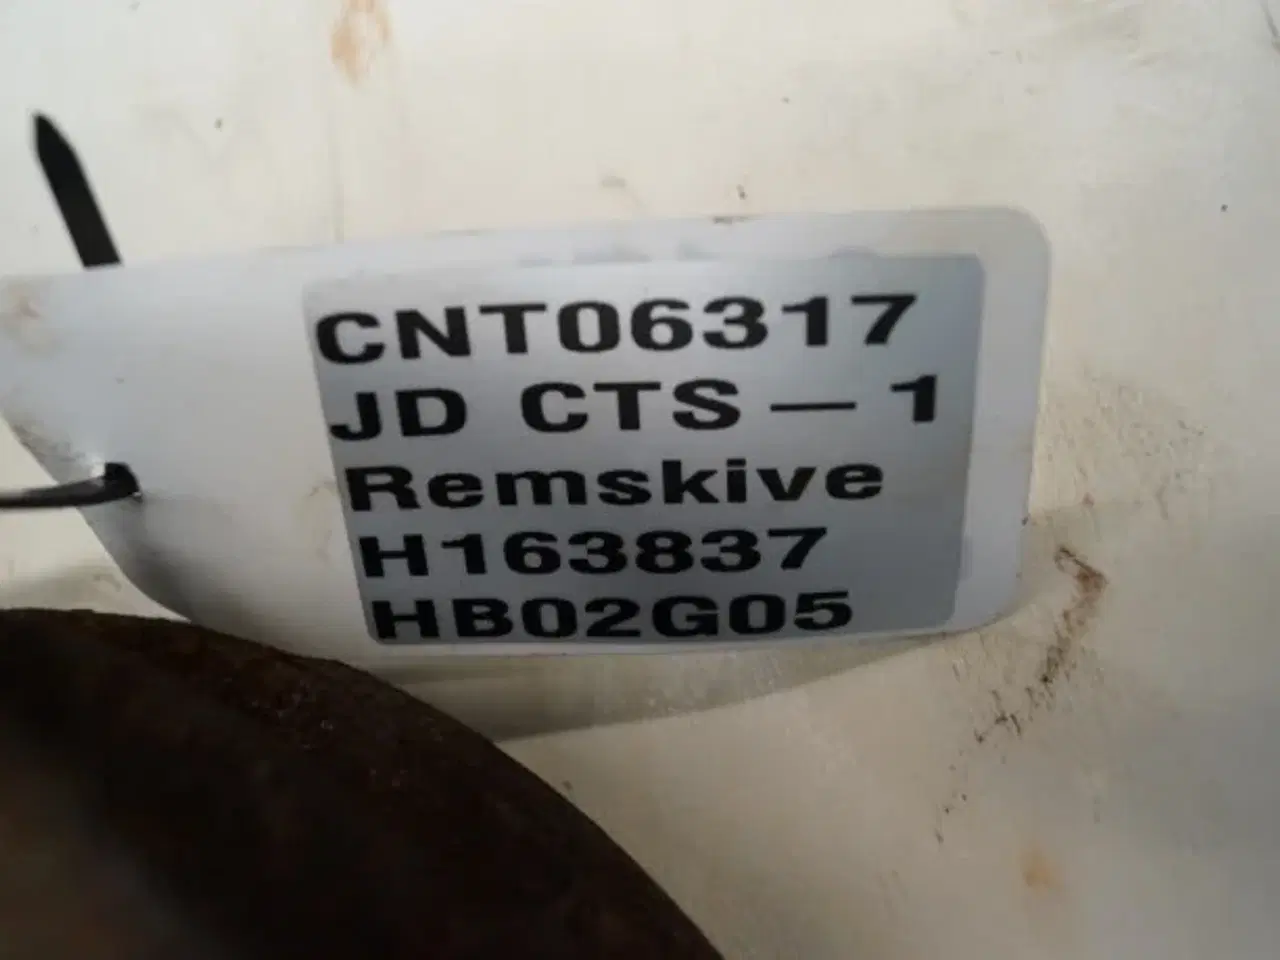 CNT06317
JD CTS – 1
Remskive
H163837
HB02G05